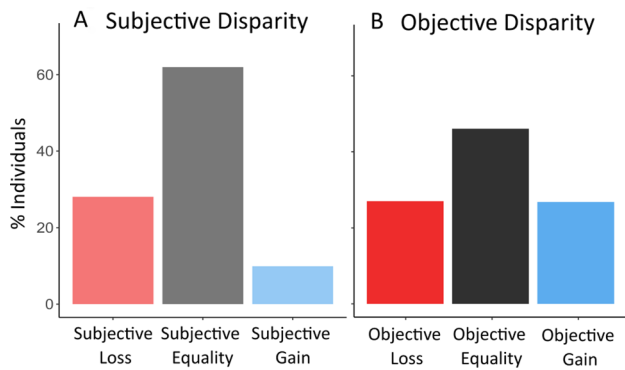 A Subjective Disparity
B Objective Disparity
% Individuals
60
40
20
0
Subjective Loss
Subjective Equality
Subjective Gain
Objective Loss
Objective Equality
Objective Gain